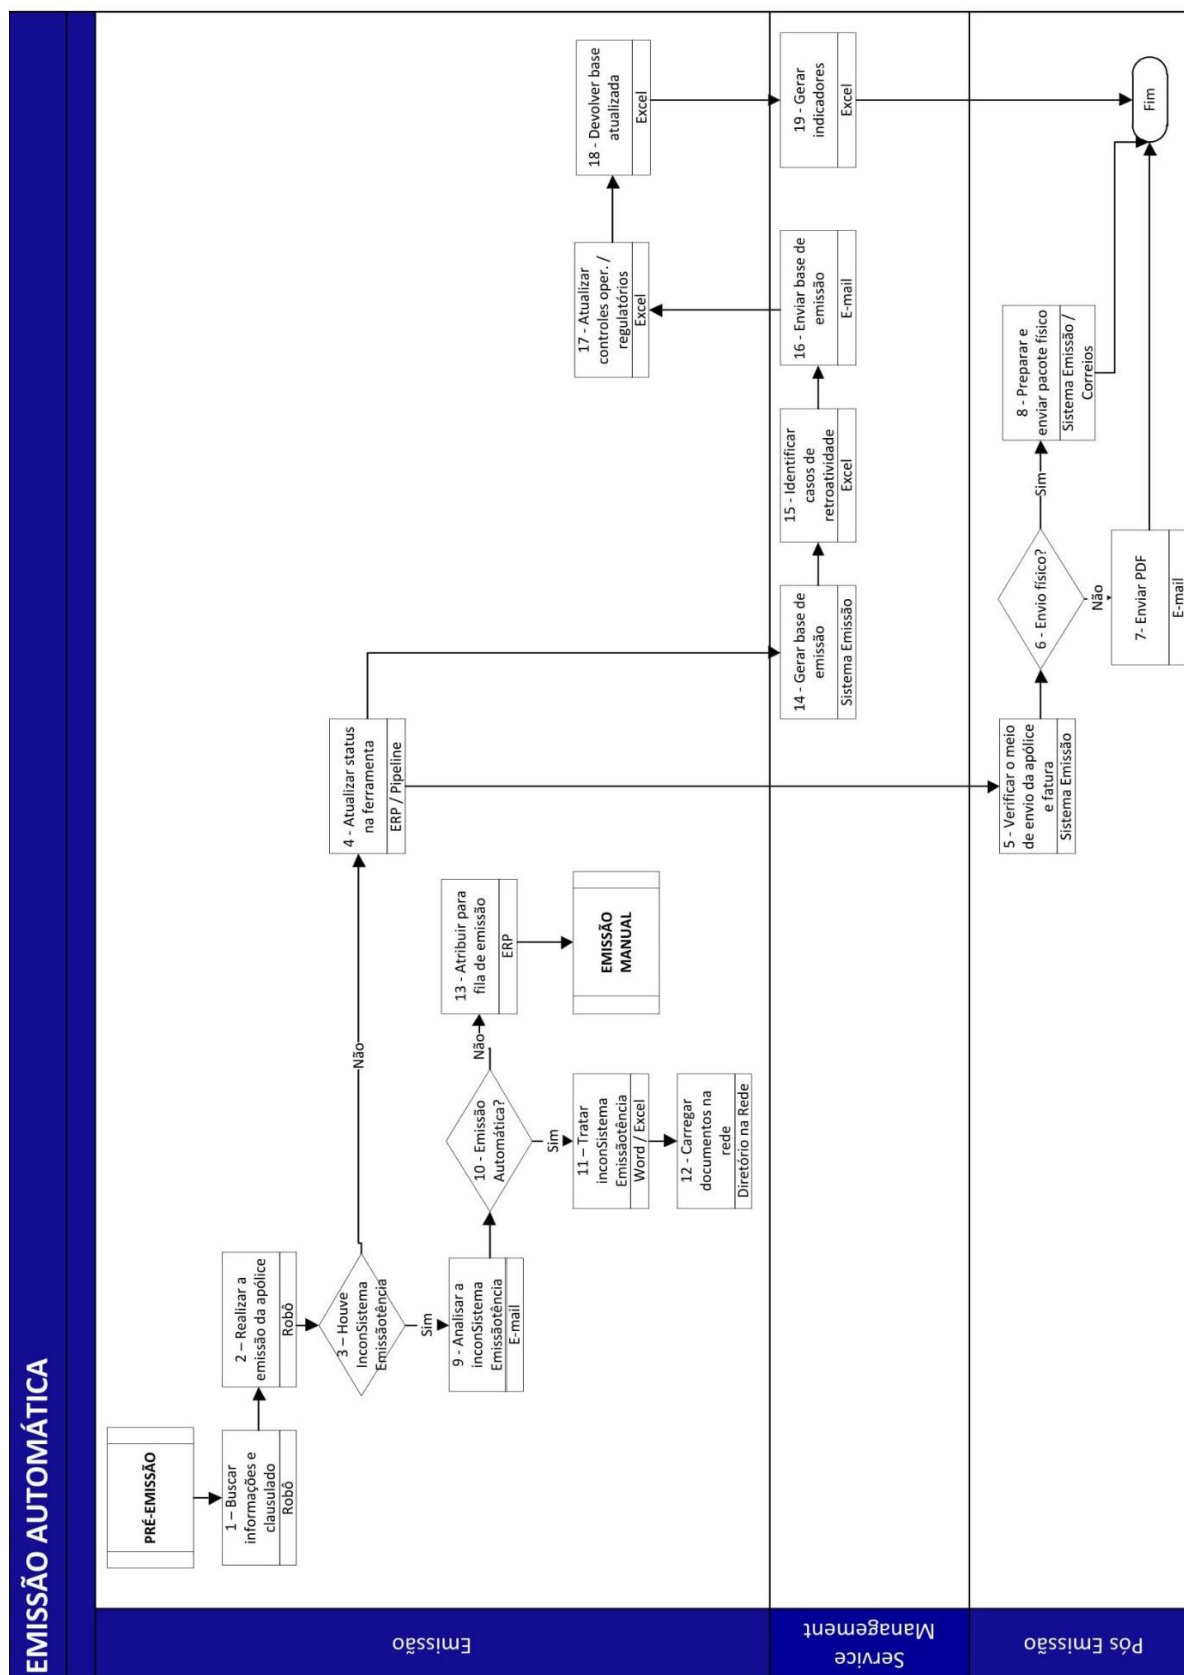 EMISSÃO AUTOMÁTICA
Emissão
PRÉ-EMISSÃO
1 – Buscar
informações e
clausulado
Robô
2 – Realizar a
emissão da apólice
Robô
3 – Houve
InconSistema
Emissãotência
Não
Sim
4 - Atualizar status
na ferramenta
ERP / Pipeline
9 – Analisar a
inconSistema
Emissãotência
E-mail
10 - Emissão
Automática?
Não
Sim
13 - Atribuir para
fila de emissão
ERP
EMISSÃO
MANUAL
11 – Tratar
inconSistema
Emissãotência
Word / Excel
12 - Carregar
documentos na
rede
Diretório na Rede
17 - Atualizar
controles oper. /
regulatórios
Excel
18 - Devolver base
atualizada
Excel
Service
Management
14 - Gerar base de
emissão
Sistema Emissão
15 - Identificar
casos de
retroatividade
Excel
16 - Enviar base de
emissão
E-mail
19 - Gerar
indicadores
Excel
Pós Emissão
5 - Verificar o meio
de envio da apólice
e fatura
Sistema Emissão
6 - Envio físico?
Sim
Não
7- Enviar PDF
E-mail
8 - Preparar e
enviar pacote físico
Sistema Emissão /
Correios
Fim